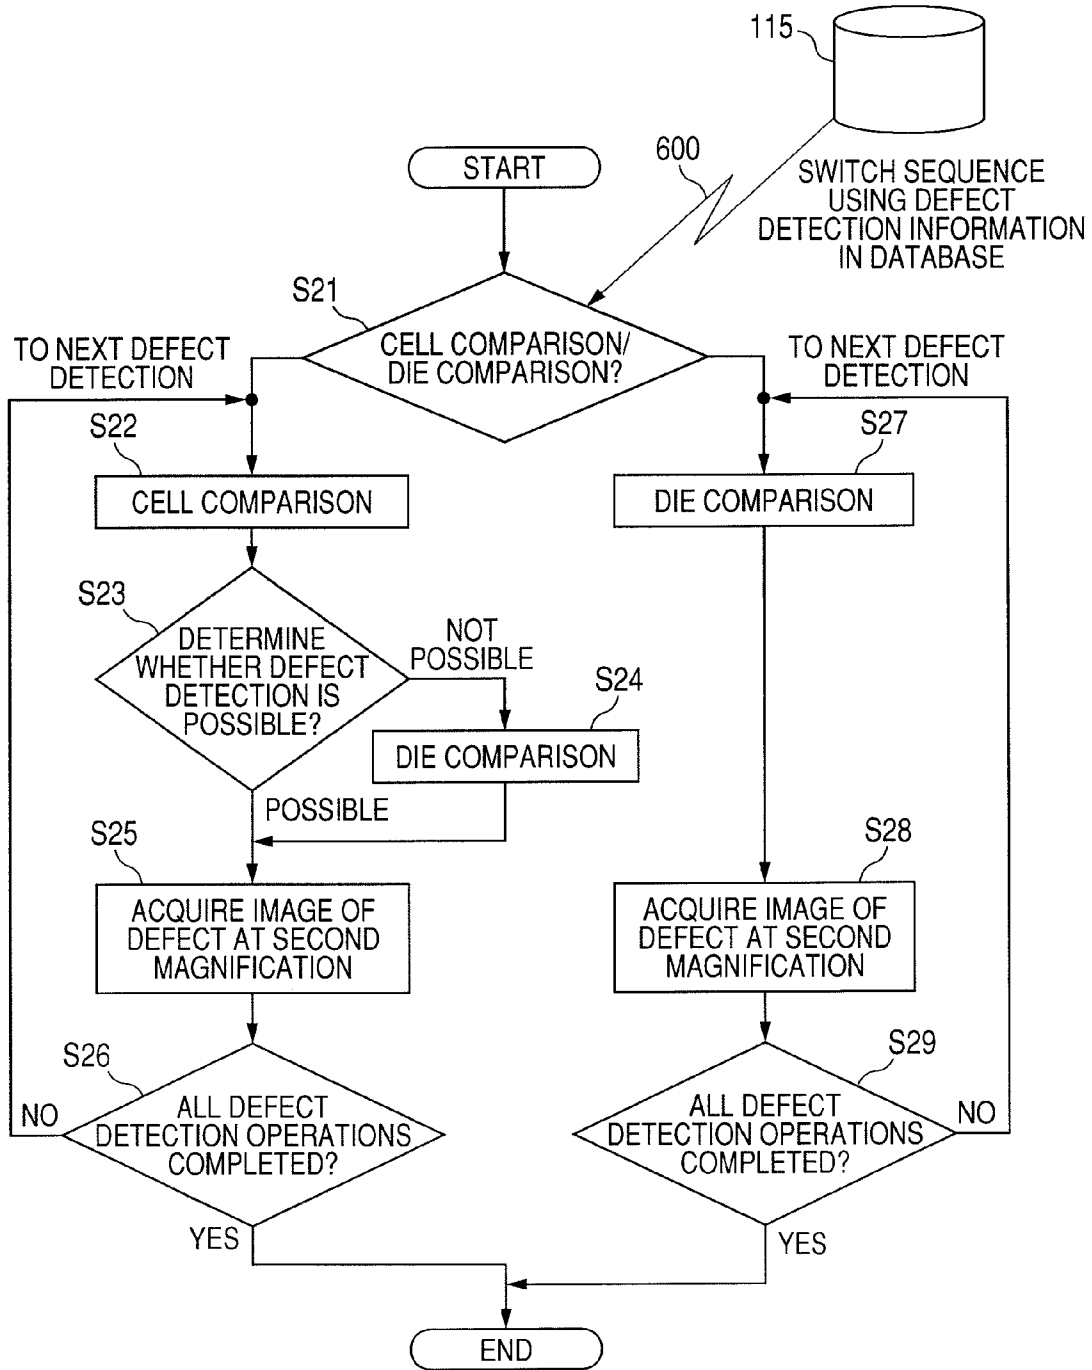 115
600
START
SWITCH SEQUENCE
USING DEFECT
DETECTION INFORMATION
IN DATABASE
S21
CELL COMPARISON/
DIE COMPARISON?
TO NEXT DEFECT
DETECTION
TO NEXT DEFECT
DETECTION
S22
CELL COMPARISON
S27
DIE COMPARISON
S23
DETERMINE
WHETHER DEFECT
DETECTION IS
POSSIBLE?
NOT
POSSIBLE
S24
DIE COMPARISON
POSSIBLE
S25
ACQUIRE IMAGE OF
DEFECT AT SECOND
MAGNIFICATION
S28
ACQUIRE IMAGE OF
DEFECT AT SECOND
MAGNIFICATION
S26
NO
ALL DEFECT
DETECTION OPERATIONS
COMPLETED?
YES
S29
ALL DEFECT
DETECTION OPERATIONS
COMPLETED?
NO
YES
END